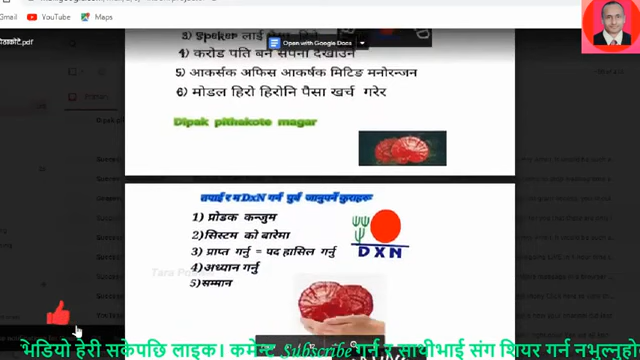 Gmail
YouTube
Maps
Open with Google Docs
3) Speker लाई
4) करोड पति बन्ने सपना देखाउने
5) आकर्सक अफिस आकर्षक मिटिङ मनोरन्जन
6) मोडल हिरो हिरोनि पैसा खर्च गरेर
Dipak pithakote magar
तपाई र म DXN गर्न पुर्व जानुपर्ने कुराहरु
1) प्रोडक कन्जुम
2)सिस्टम को बारेमा
3) प्राप्त गर्नु = पद हासिल गर्नु
4)अध्यान गर्नु
5)सम्मान
DXN
भिडियो हेरी सकेपछि लाइक। कमेन्ट Subscribe गर्न र साथीभाई संग शियर गर्न नभुल्नुहो